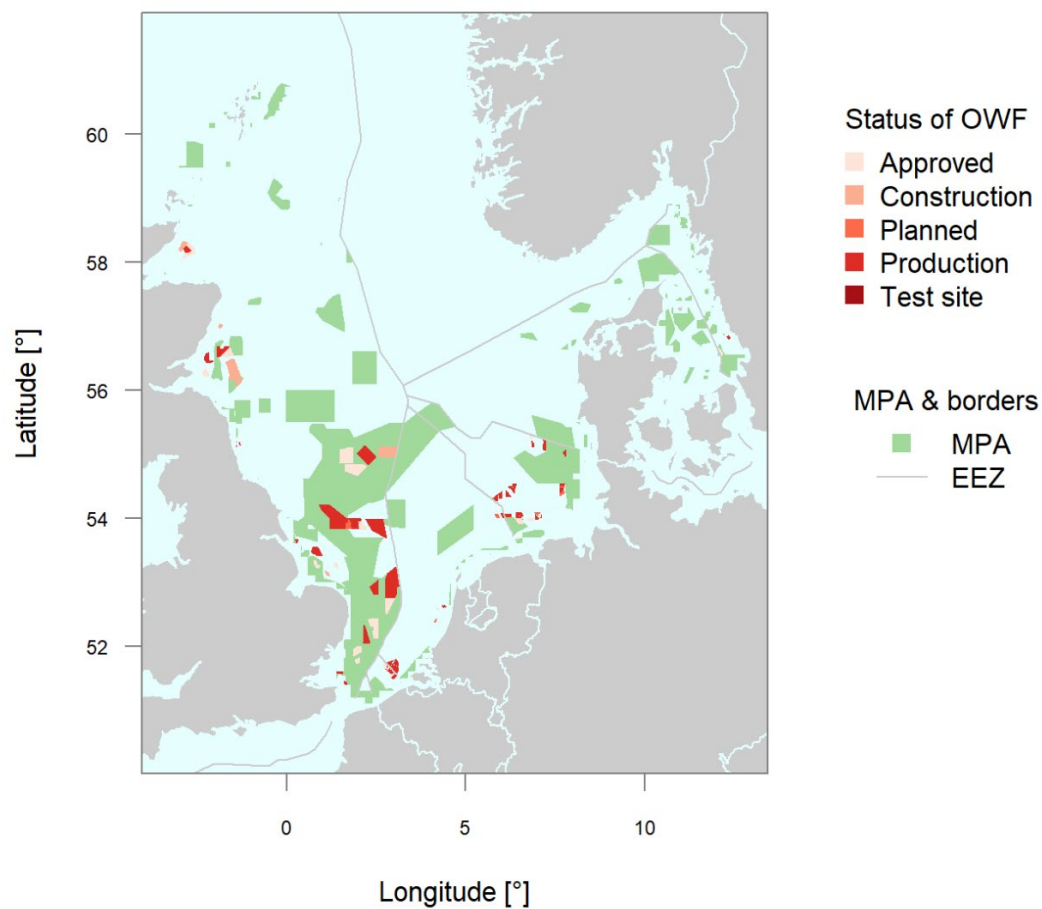 Status of OWF
Approved
Construction
Planned
Production
Test site
MPA & borders
MPA
EEZ
Latitude [°]
60
58
56
54
52
0
5
10
Longitude [°]